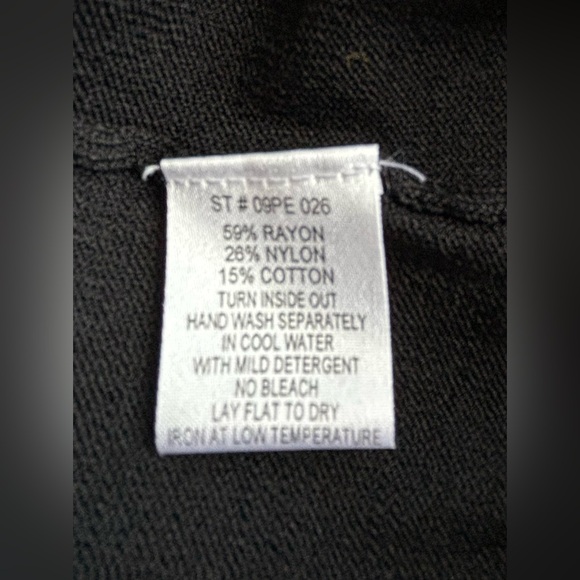 ST # 09PE 026
59% RAYON
26% NYLON
15% COTTON
TURN INSIDE OUT
HAND WASH SEPARATELY
IN COOL WATER
WITH MILD DETERGENT
NO BLEACH
LAY FLAT TO DRY
IRON AT LOW TEMPERATURE